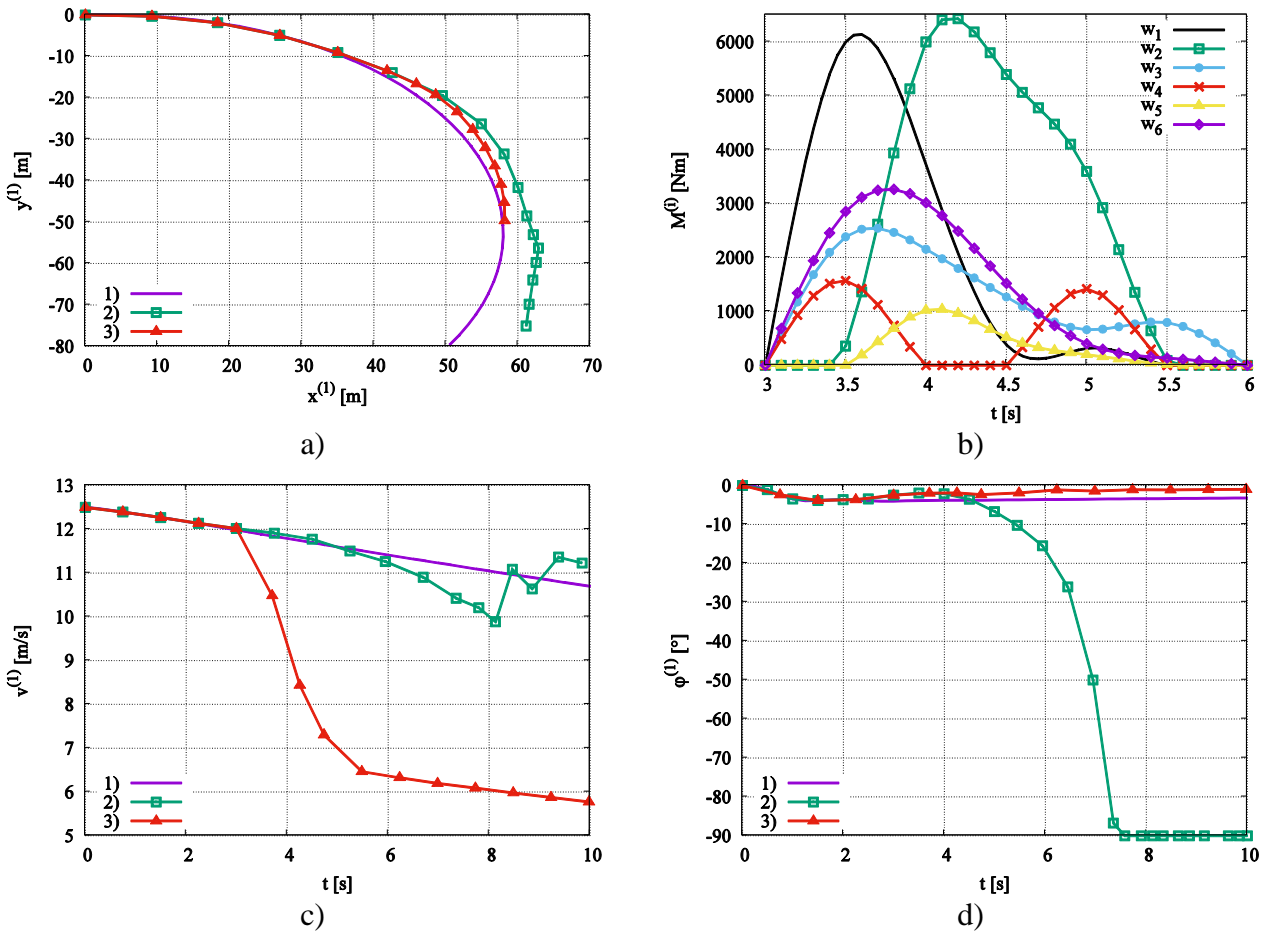 0
-10
-20
-30
-40
-50
-60
-70
-80
y(1) [m]
0 10 20 30 40 50 60 70
x(1) [m]
1)
2)
3)
a)
6000
5000
4000
3000
2000
1000
0
M(i) [Nm]
3 3.5 4 4.5 5 5.5 6
t [s]
w1
w2
w3
w4
w5
w6
b)
13
12
11
10
9
8
7
6
5
v(1) [m/s]
0 2 4 6 8 10
t [s]
1)
2)
3)
c)
0
-10
-20
-30
-40
-50
-60
-70
-80
-90
φ(1) [°]
0 2 4 6 8 10
t [s]
1)
2)
3)
d)